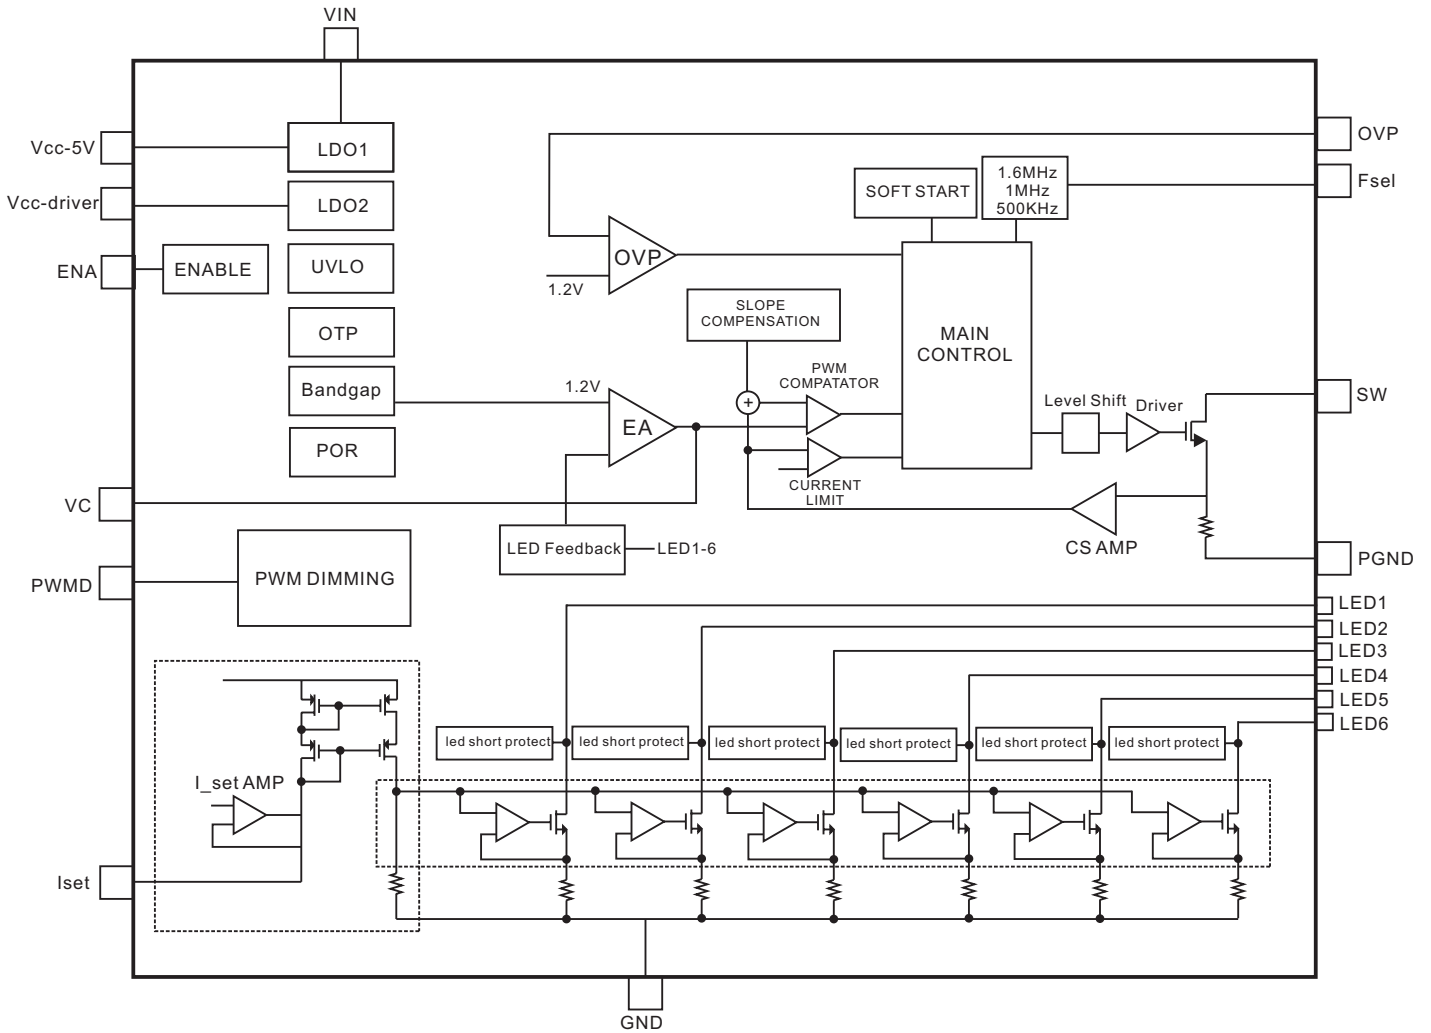 VIN
Vcc-5V
LDO1
OVP
1.6MHz
1MHz
500KHz
Fsel
SOFT START
Vcc-driver
LDO2
ENA
ENABLE
UVLO
OVP
1.2V
SLOPE
COMPENSATION
OTP
MAIN
CONTROL
PWM
COMPATATOR
Bandgap
1.2V
+
EA
Level Shift
Driver
SW
POR
CURRENT
LIMIT
VC
LED Feedback
LED1-6
CS AMP
PGND
PWMD
PWM DIMMING
LED1
LED2
LED3
LED4
LED5
LED6
led short protect
led short protect
led short protect
led short protect
led short protect
led short protect
I_set AMP
Iset
GND